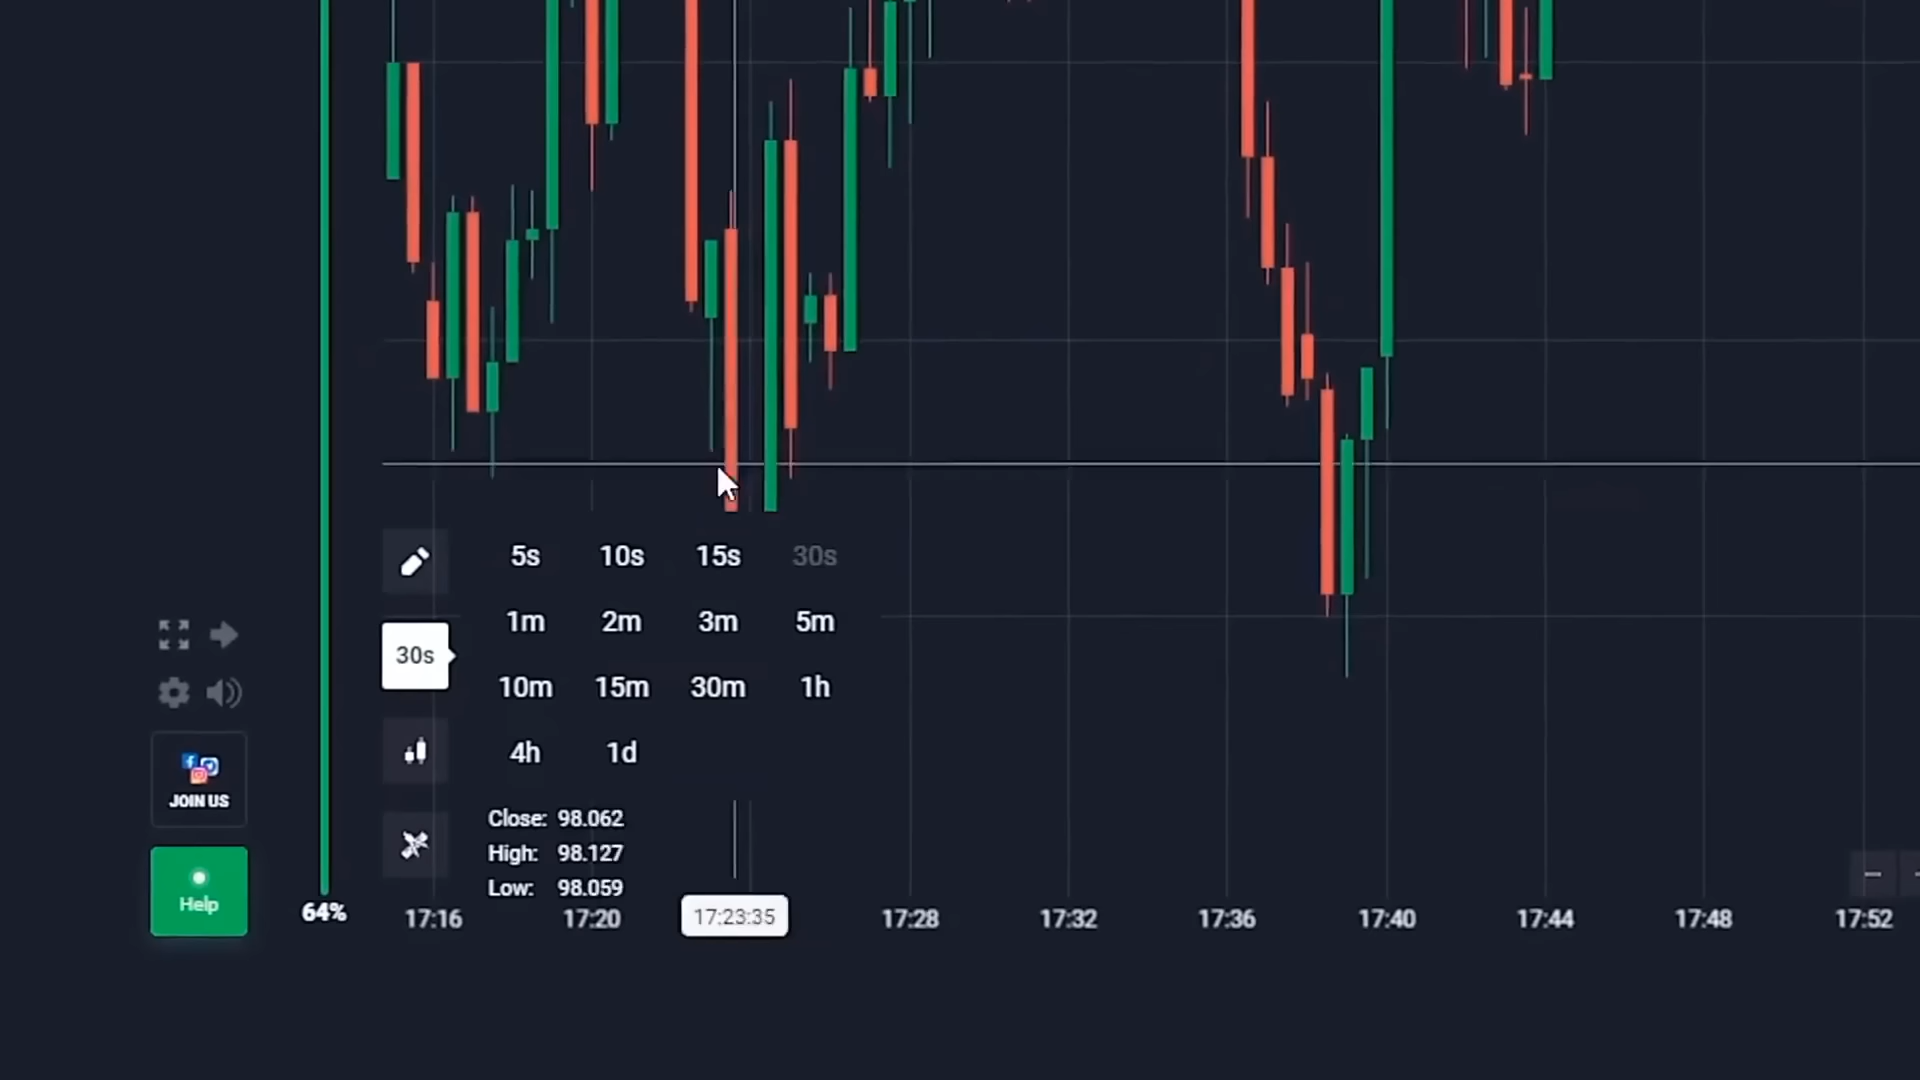 5s 10s 15s 30s
1m 2m 3m 5m
30s
10m 15m 30m 1h
4h 1d
JOIN US
Close: 98.062
High: 98.127
Low: 98.059
Help
64%
17:16 17:20 17:23:35 17:28 17:32 17:36 17:40 17:44 17:48 17:52